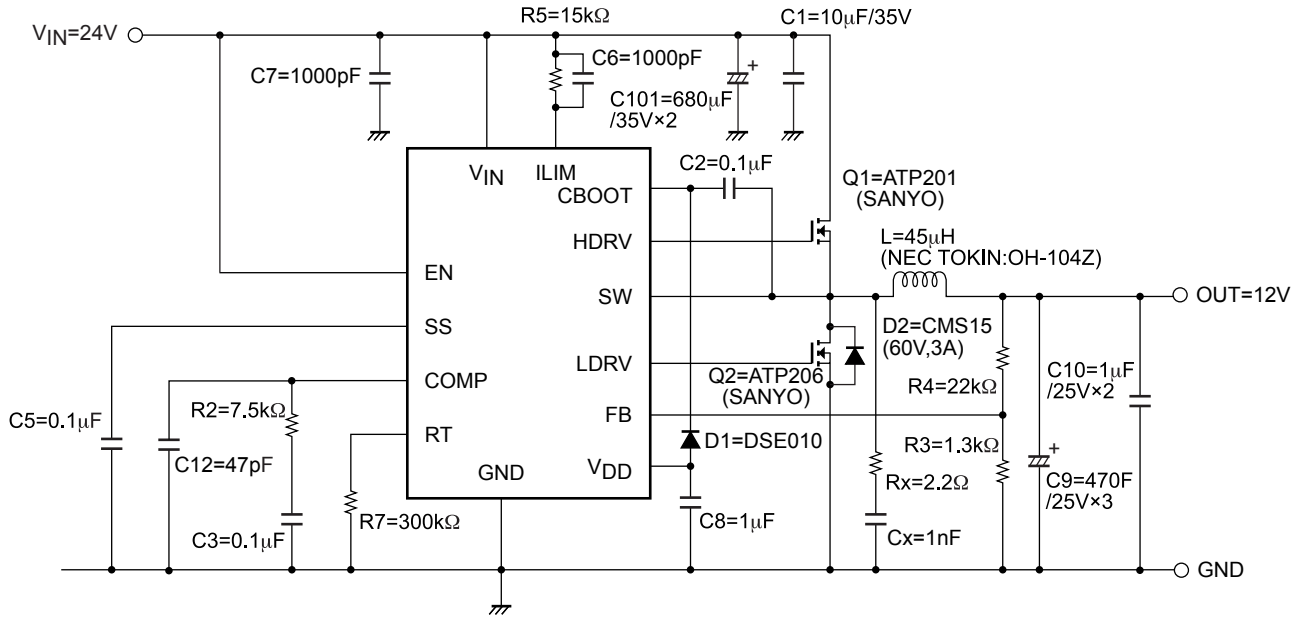 R5=15kΩ
C1=10μF/35V
VIN=24V
C7=1000pF
C6=1000pF
C101=680μF
/35V×2
VIN
ILIM
CBOOT
C2=0.1μF
Q1=ATP201
(SANYO)
HDRV
L=45μH
(NEC TOKIN:OH-104Z)
EN
SW
OUT=12V
SS
D2=CMS15
(60V,3A)
LDRV
Q2=ATP206
(SANYO)
COMP
R4=22kΩ
C10=1μF
/25V×2
C5=0.1μF
R2=7.5kΩ
FB
RT
D1=DSE010
R3=1.3kΩ
C12=47pF
GND
VDD
Rx=2.2Ω
C9=470F
/25V×3
C3=0.1μF
R7=300kΩ
C8=1μF
Cx=1nF
GND